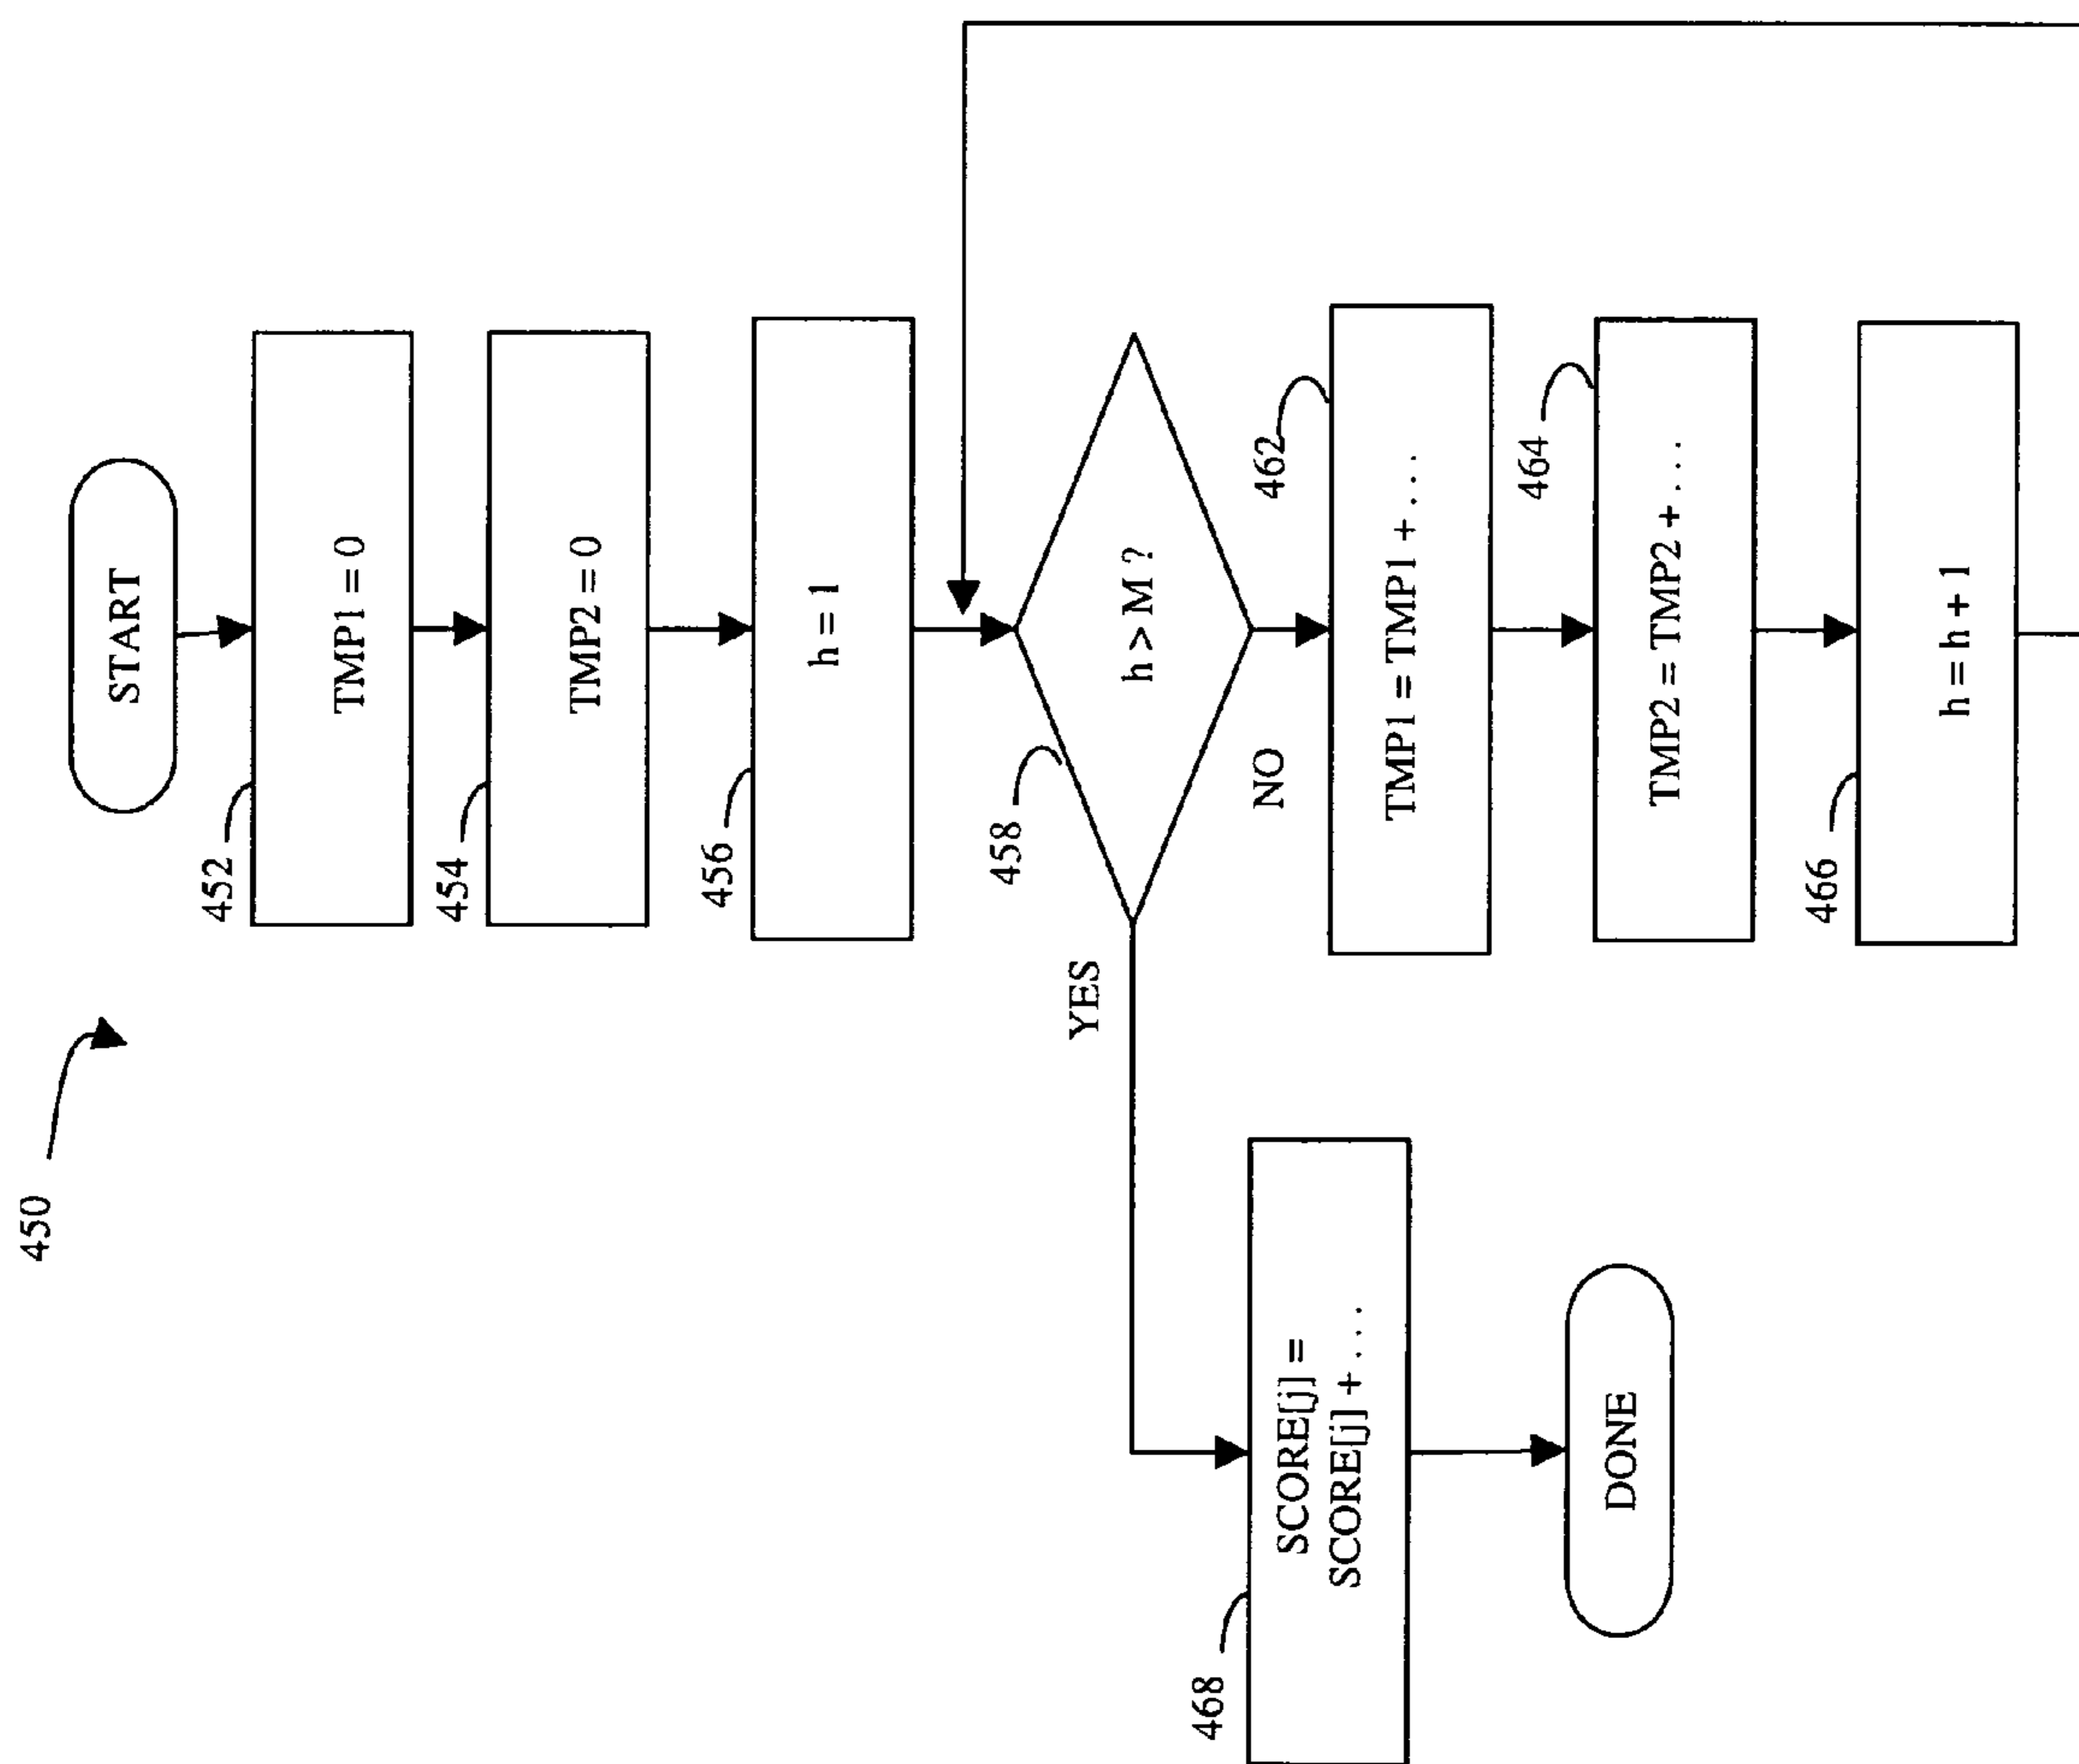 450
START
452
TMP1 = 0
454
TMP2 = 0
456
h = 1
458
h > M ?
YES
NO
462
TMP1 = TMP1 + . . .
464
TMP2 = TMP2 + . . . .
466
h = h + 1
468
SCORE[j] =
SCORE[j] + . . . .
DONE